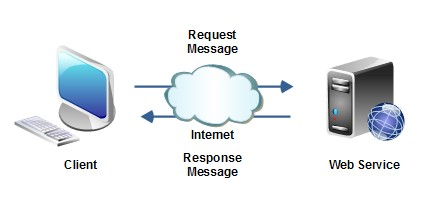 Request
Message
Internet
Response
Message
Client
Web Service